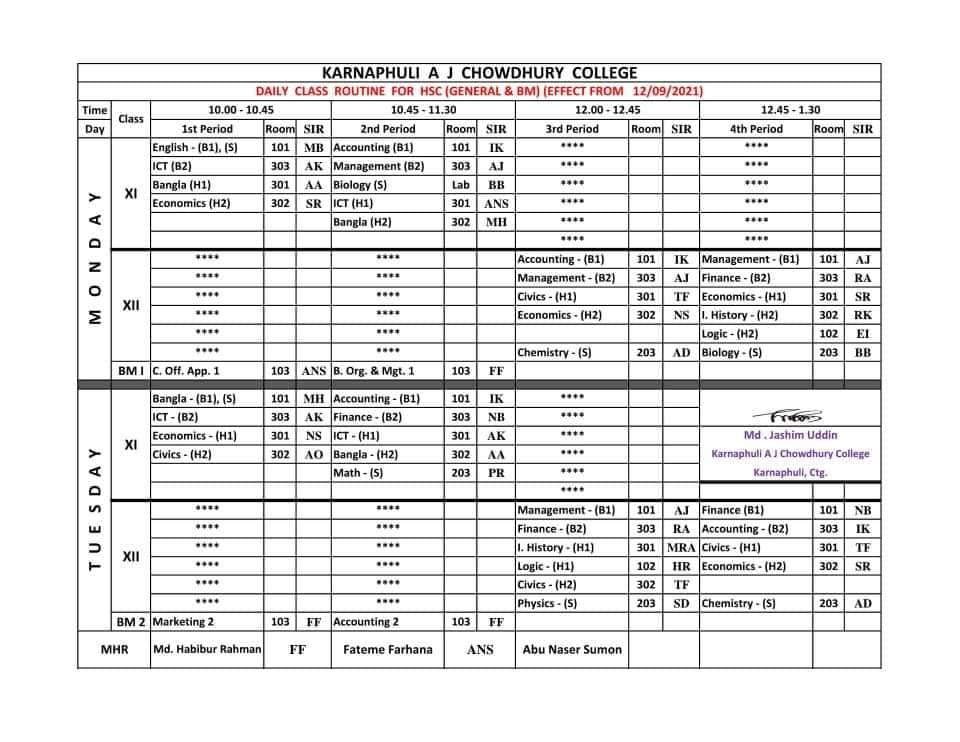 KARNAPHULI A J CHOWDHURY COLLEGE
DAILY CLASS ROUTINE FOR HSC (GENERAL & BM) (EFFECT FROM 12/09/2021)
Time Class 10.00 - 10.45 10.45 - 11.30 12.00 - 12.45 12.45 - 1.30
Day 1st Period Room SIR 2nd Period Room SIR 3rd Period Room SIR 4th Period Room SIR
MONDAY
XI
English - (B1), (S) 101 MB Accounting (B1) 101 IK **** ****
ICT (B2) 303 AK Management (B2) 303 AJ **** ****
Bangla (H1) 301 AA Biology (S) Lab BB **** ****
Economics (H2) 302 SR ICT (H1) 301 ANS **** ****
Bangla (H2) 302 MH **** ****
**** ****
XII
**** **** Accounting - (B1) 101 IK Management - (B1) 101 AJ
**** **** Management - (B2) 303 AJ Finance - (B2) 303 RA
**** **** Civics - (H1) 301 TF Economics - (H1) 301 SR
**** **** Economics - (H2) 302 NS I. History - (H2) 302 RK
**** **** Logic - (H2) 102 EI
**** **** Chemistry - (S) 203 AD Biology - (S) 203 BB
BM I C. Off. App. 1 103 ANS B. Org. & Mgt. 1 103 FF
TUESDAY
XI
Bangla - (B1), (S) 101 MH Accounting - (B1) 101 IK ****
ICT - (B2) 303 AK Finance - (B2) 303 NB ****
Economics - (H1) 301 NS ICT - (H1) 301 AK ****
Civics - (H2) 302 AO Bangla - (H2) 302 AA ****
Math - (S) 203 PR ****
****
Md . Jashim Uddin
Karnaphuli A J Chowdhury College
Karnaphuli, Ctg.
XII
**** **** Management - (B1) 101 AJ Finance (B1) 101 NB
**** **** Finance - (B2) 303 RA Accounting - (B2) 303 IK
**** **** I. History - (H1) 301 MRA Civics - (H1) 301 TF
**** **** Logic - (H1) 102 HR Economics - (H2) 302 SR
**** **** Civics - (H2) 302 TF
**** **** Physics - (S) 203 SD Chemistry - (S) 203 AD
BM 2 Marketing 2 103 FF Accounting 2 103 FF
MHR Md. Habibur Rahman FF Fateme Farhana ANS Abu Naser Sumon